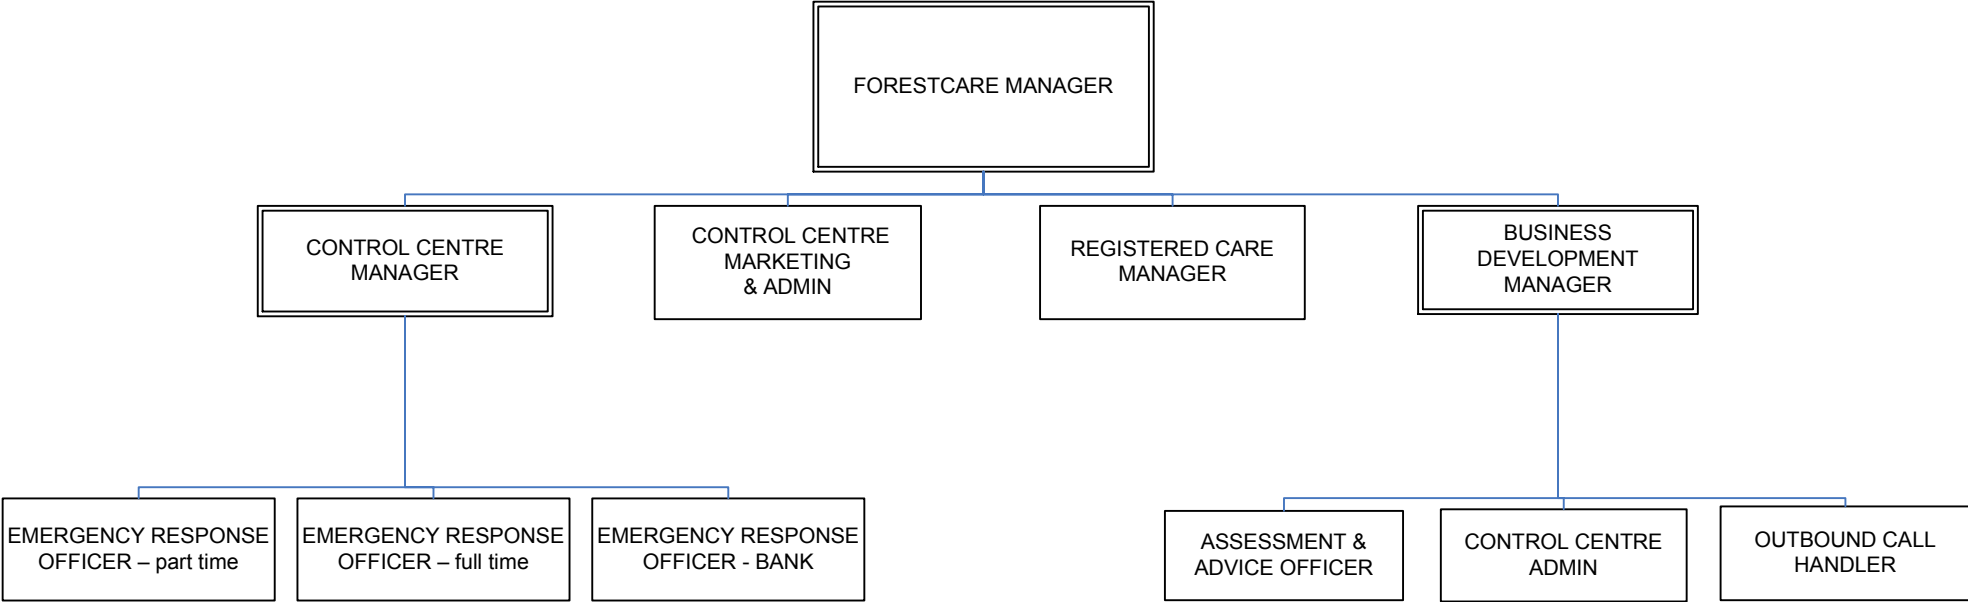 FORESTCARE MANAGER
CONTROL CENTRE
MANAGER
CONTROL CENTRE
MARKETING
& ADMIN
REGISTERED CARE
MANAGER
BUSINESS
DEVELOPMENT
MANAGER
EMERGENCY RESPONSE
OFFICER – part time
EMERGENCY RESPONSE
OFFICER – full time
EMERGENCY RESPONSE
OFFICER - BANK
ASSESSMENT &
ADVICE OFFICER
CONTROL CENTRE
ADMIN
OUTBOUND CALL
HANDLER